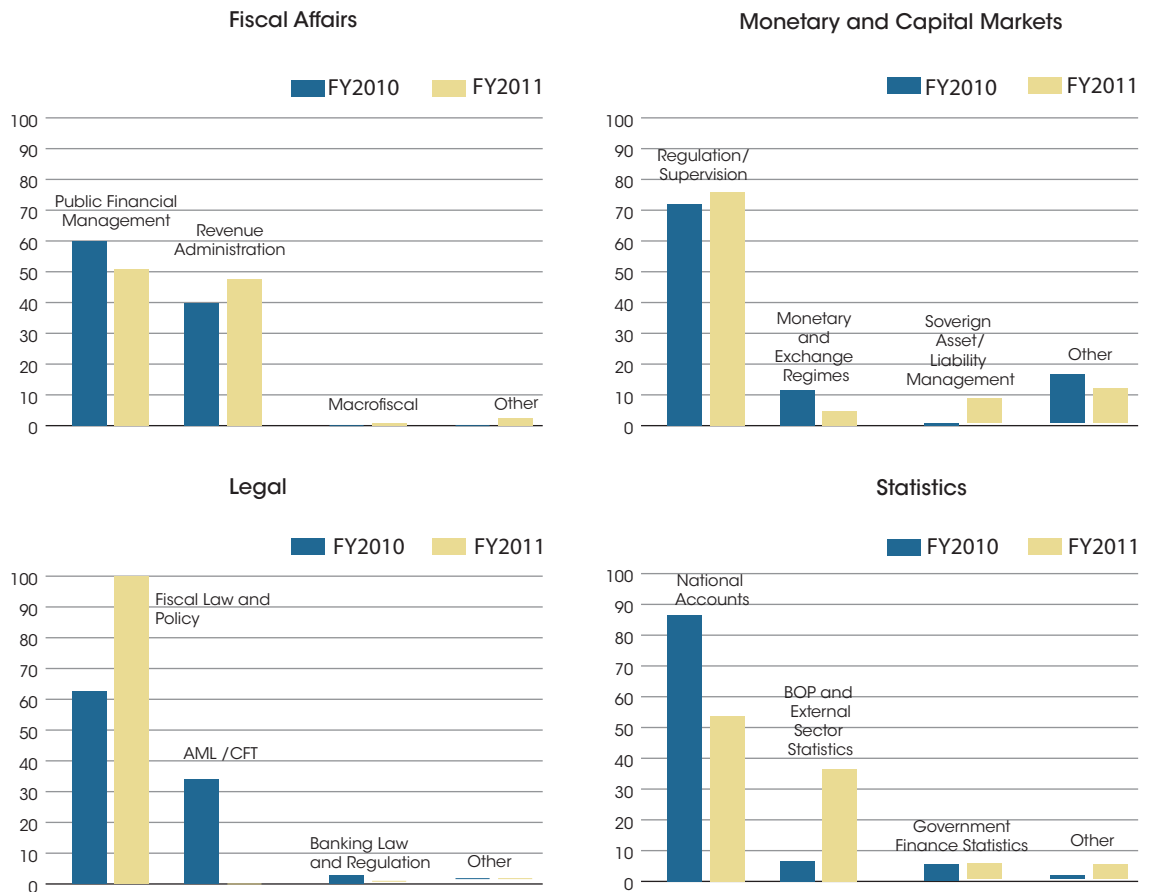 Fiscal Affairs
FY2010 FY2011
100
90
80
70
60
50
40
30
20
10
0
Public Financial
Management
Revenue
Administration
Macrofiscal
Other
Monetary and Capital Markets
FY2010 FY2011
100
90
80
70
60
50
40
30
20
10
0
Regulation/
Supervision
Monetary
and
Exchange
Regimes
Soverign
Asset/
Liability
Management
Other
Legal
FY2010 FY2011
100
90
80
70
60
50
40
30
20
10
0
Fiscal Law and
Policy
AML /CFT
Banking Law
and Regulation
Other
Statistics
FY2010 FY2011
100
90
80
70
60
50
40
30
20
10
0
National
Accounts
BOP and
External
Sector
Statistics
Government
Finance Statistics
Other